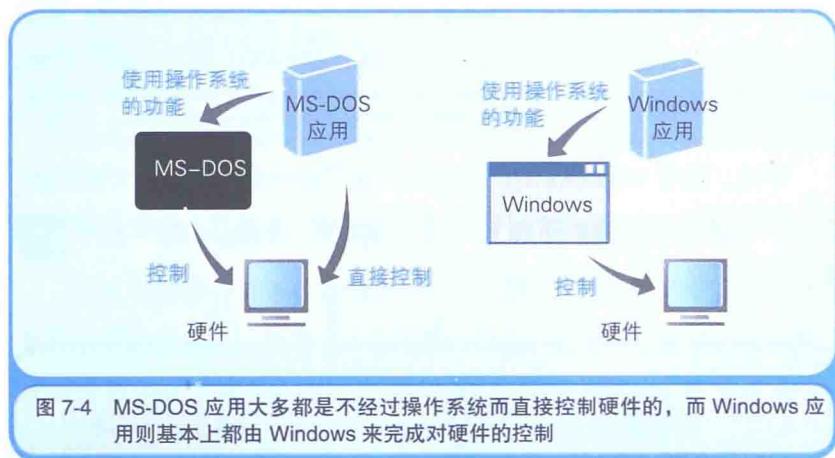 使用操作系统
的功能
MS-DOS
应用
MS-DOS
控制
直接控制
硬件
使用操作系统
的功能
Windows
应用
Windows
控制
硬件
图 7-4 MS-DOS 应用大多都是不经过操作系统而直接控制硬件的，而 Windows 应
用则基本上都由 Windows 来完成对硬件的控制